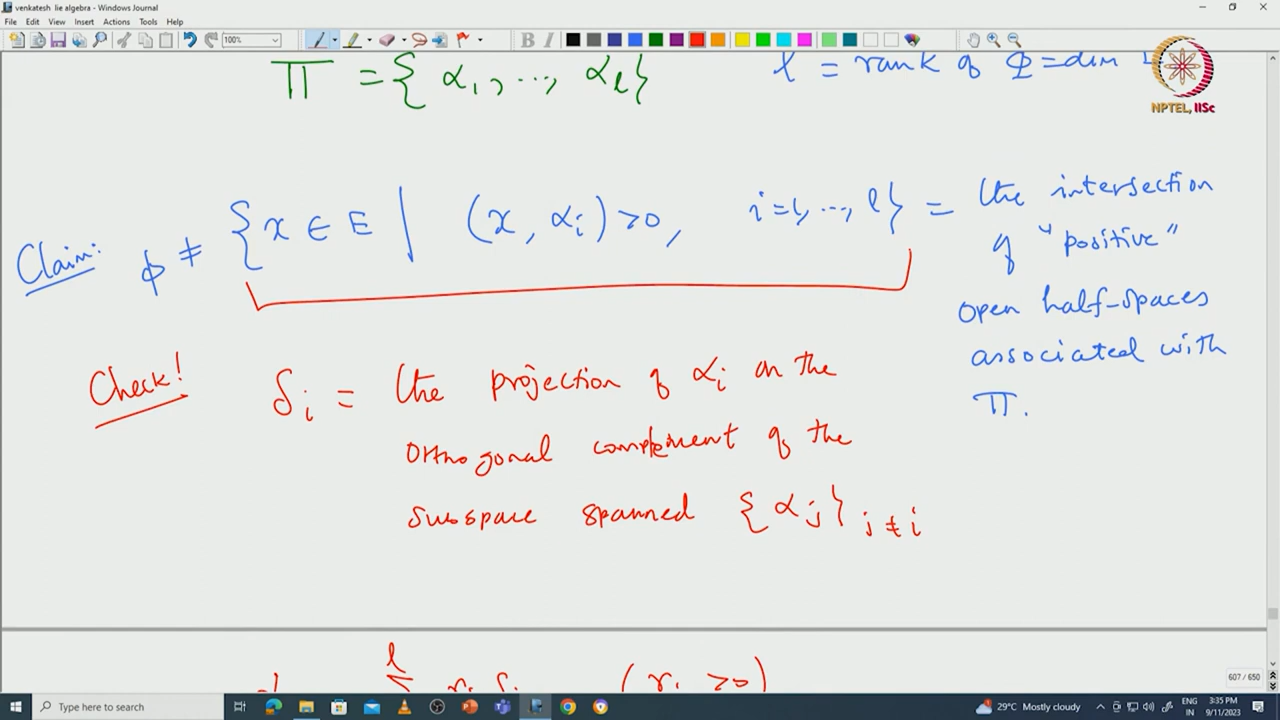 venkatesh lie algebra - Windows Journal
File Edit View Insert Actions Tools Help
100%
Π = { α₁, ..., αℓ } ℓ = rank of Φ = dim
NPTEL, IISc
Claim: ϕ ≠ { x ∈ E | (x, αᵢ) > 0, i = 1, ..., ℓ } = the intersection
of "positive"
open half-spaces
associated with
Π.
Check! δᵢ = the projection of αᵢ on the
orthogonal complement of the
subspace spanned { αⱼ } j ≠ i
607 / 650
Type here to search
29°C Mostly cloudy
ENG
IN
3:35 PM
9/11/2023